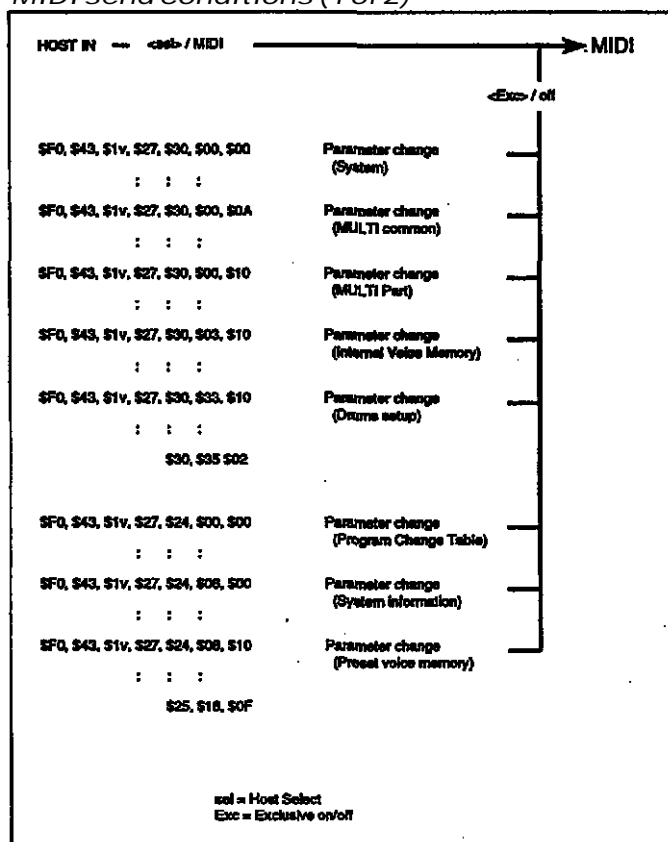 MIDI send conditions (1 of 2)
HOST IN — <sel> / MIDI MIDI
<Exc> / off
$F0, $43, $1v, $27, $30, $00, $00 Parameter change
(System)
: : :
$F0, $43, $1v, $27, $30, $00, $0A Parameter change
(MULTI common)
: : :
$F0, $43, $1v, $27, $30, $00, $10 Parameter change
(MULTI Part)
: : :
$F0, $43, $1v, $27, $30, $03, $10 Parameter change
(Internal Voice Memory)
: : :
$F0, $43, $1v, $27, $30, $33, $10 Parameter change
(Drums setup)
: : :
$30, $35 $02
$F0, $43, $1v, $27, $24, $00, $00 Parameter change
(Program Change Table)
: : :
$F0, $43, $1v, $27, $24, $06, $00 Parameter change
(System information)
: : :
$F0, $43, $1v, $27, $24, $06, $10 Parameter change
(Preset voice memory)
: : :
$25, $18, $0F
sel = Host Select
Exc = Exclusive on/off